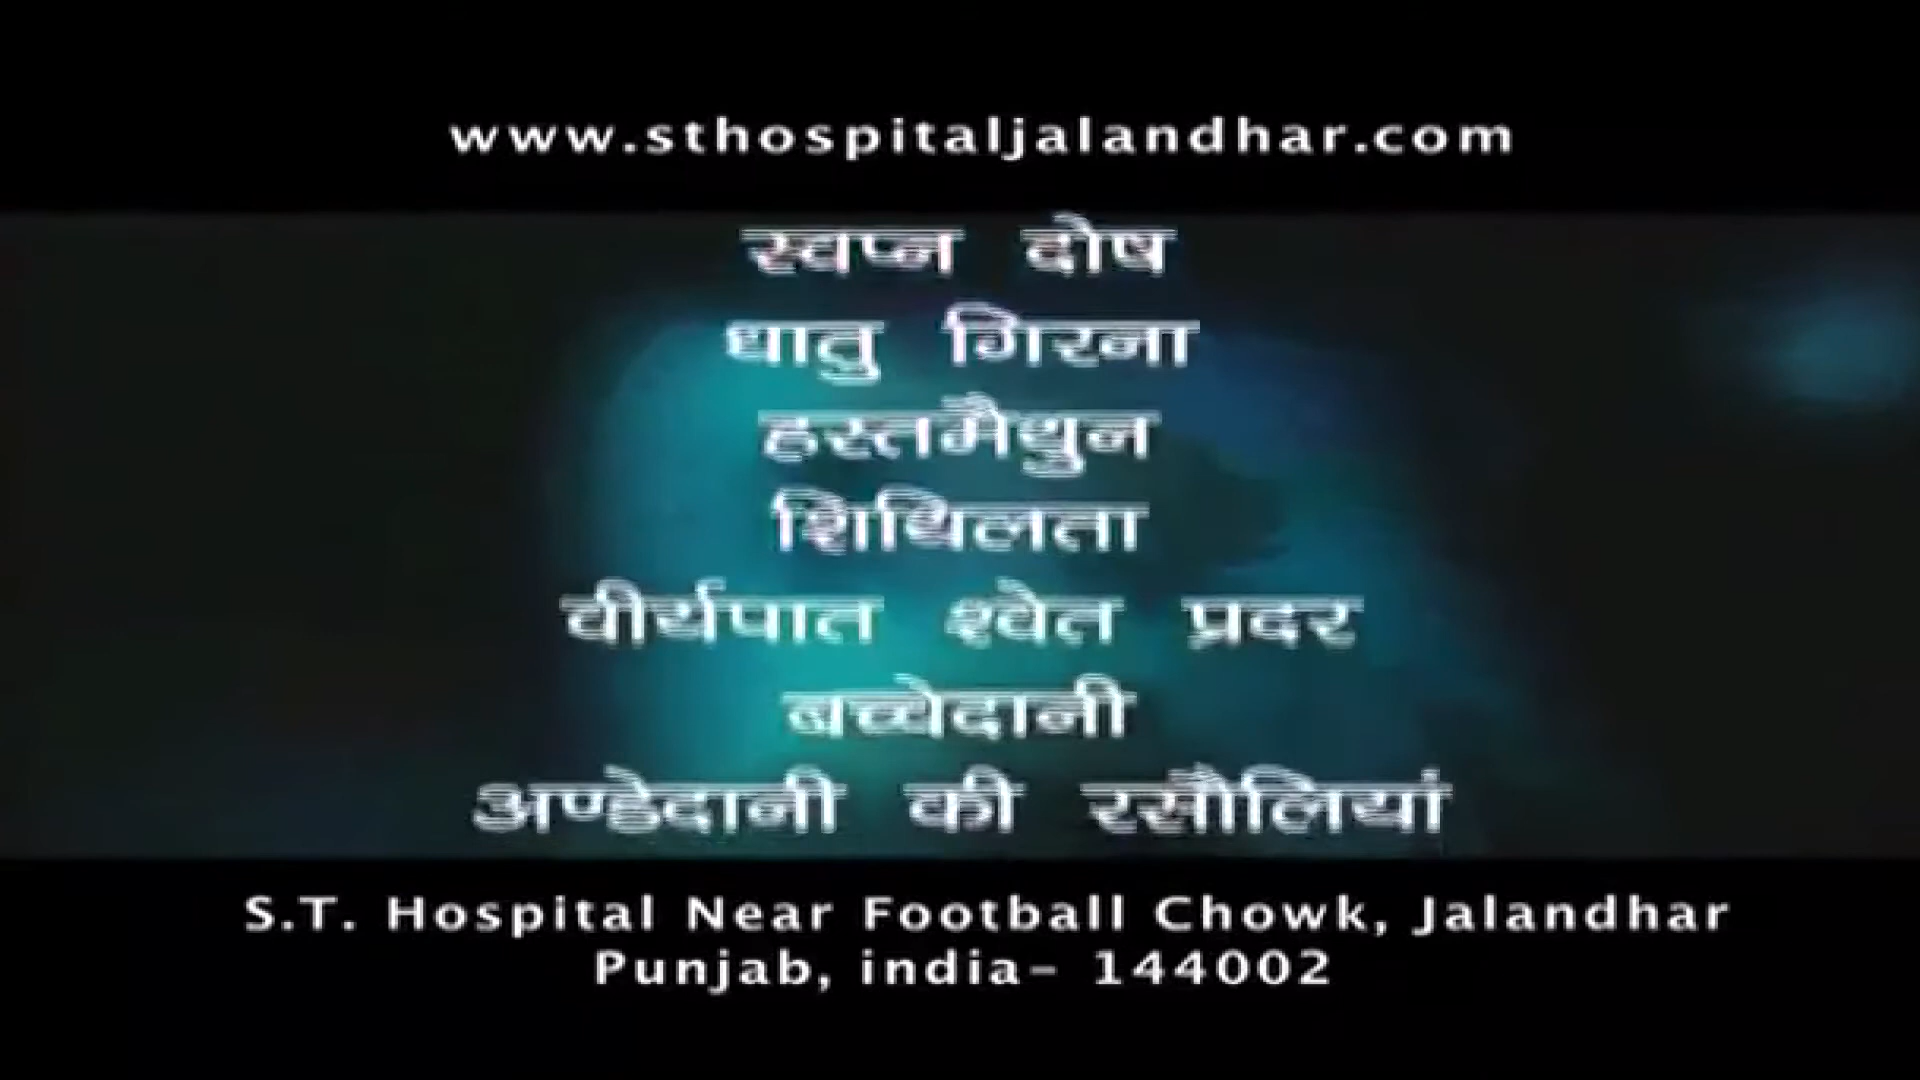 www.sthospitaljalandhar.com
स्वप्न दोष
धातु गिरना
हस्तमैथुन
शिथिलता
वीर्यपात श्वेत प्रदर
बच्चेदानी
अण्डेदानी की रसौलियां
S.T. Hospital Near Football Chowk, Jalandhar
Punjab, india- 144002